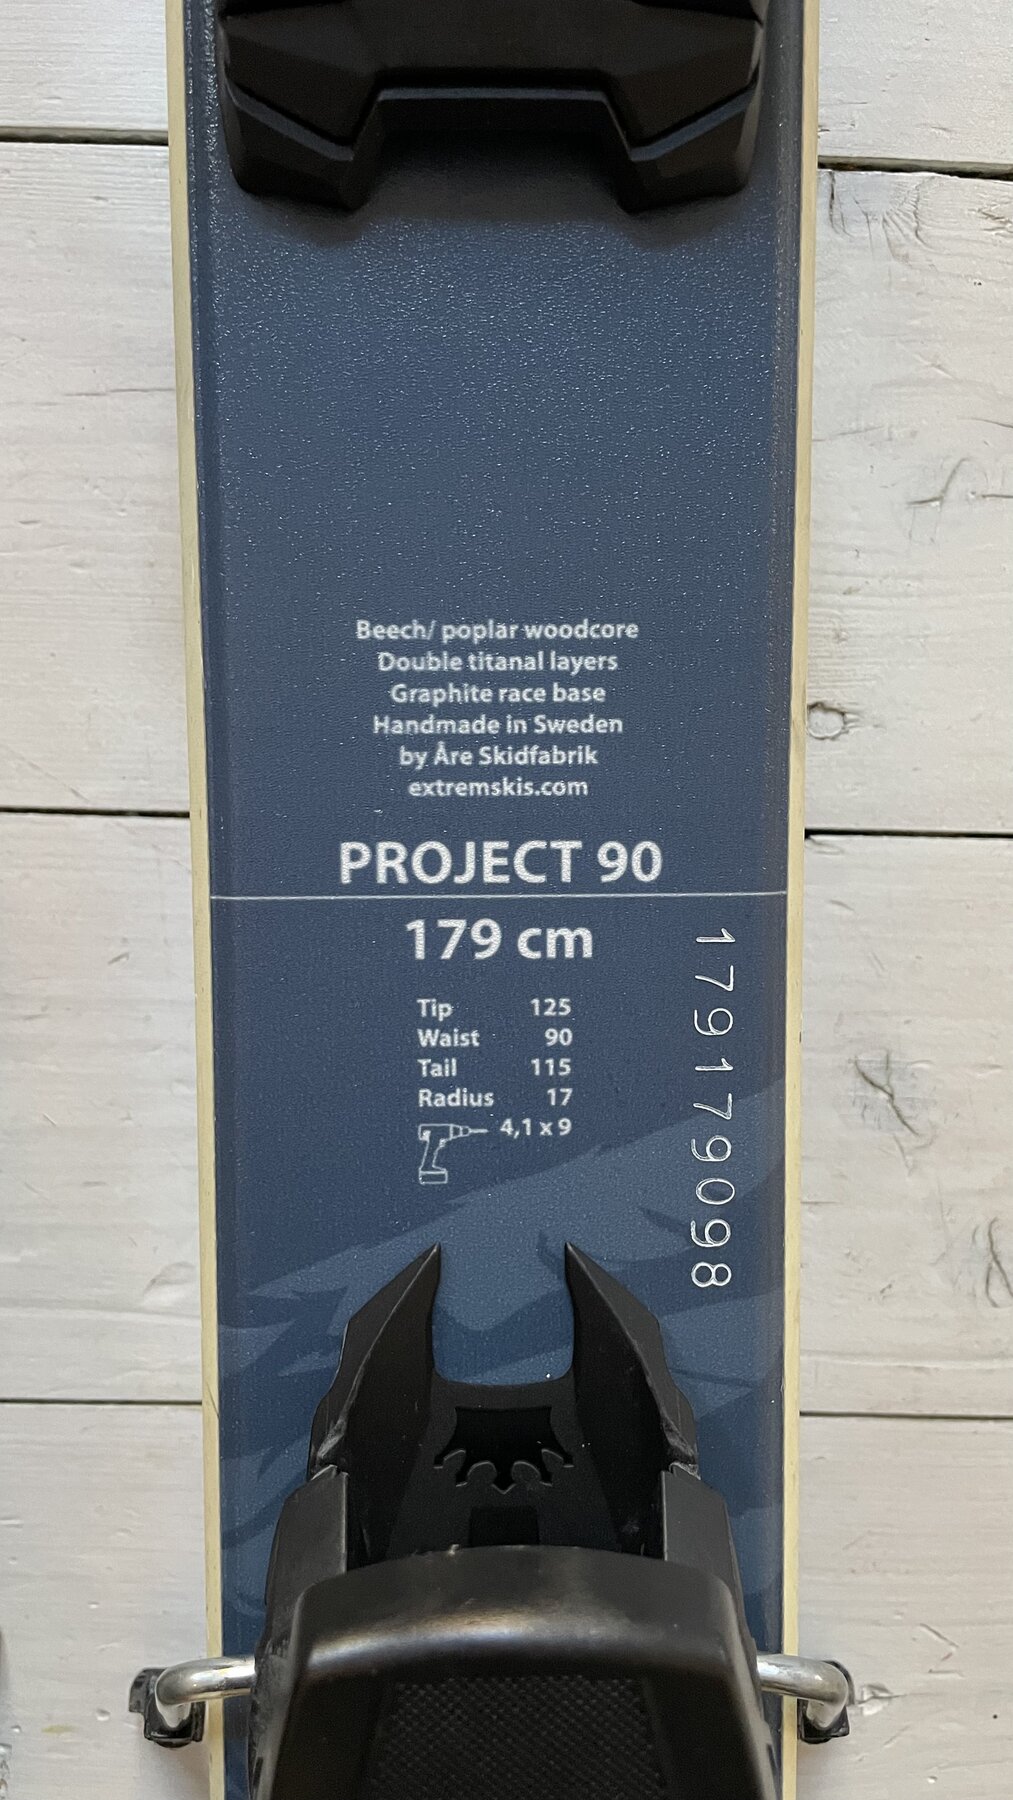 Beech/ poplar woodcore
Double titanal layers
Graphite race base
Handmade in Sweden
by Åre Skidfabrik
extremskis.com
PROJECT 90
179 cm
Tip 125
Waist 90
Tail 115
Radius 17
4,1 x 9
179179098